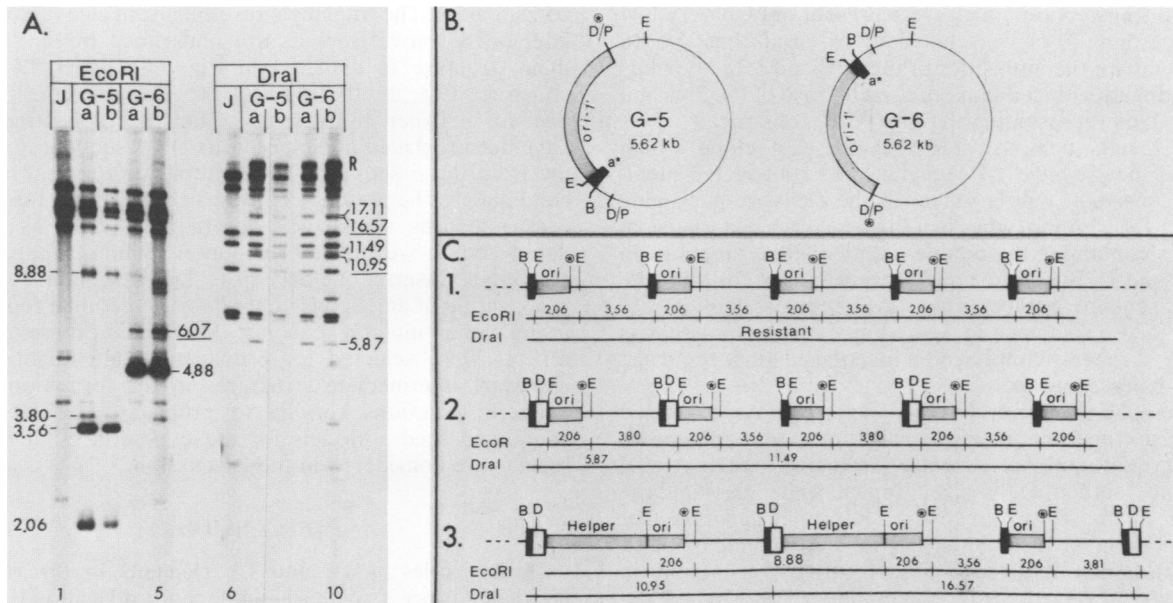 A.
EcoRI
J G-5 G-6
a b a b
8.88
3.80
3,56
2,06
6,07
4,88
1 5
DraI
J G-5 G-6
a b a b
R
17.11
16.57
11.49
10.95
5.87
6 10
B.
E
D/P
ori-1'
a*
E
B
D/P
G-5
5.62 kb
E
D/P
B
E
a*
ori-1'
D/P
G-6
5.62 kb
C.
1.
B E E B E E B E E B E E B E E
ori ori ori ori ori
EcoRI 2,06 3,56 2,06 3,56 2,06 3,56 2,06 3,56 2,06
DraI Resistant
2.
B D E E B D E E B E E B D E E B E E
ori ori ori ori ori
EcoR 2,06 3,80 2,06 3,56 2,06 3,80 2,06 3,56 2,06
DraI 5.87 11.49
3.
B D E E B D E E B E E B D E
Helper ori Helper ori ori
EcoRI 2,06 8.88 2,06 3,56 2,06 3,81
DraI 10,95 16.57